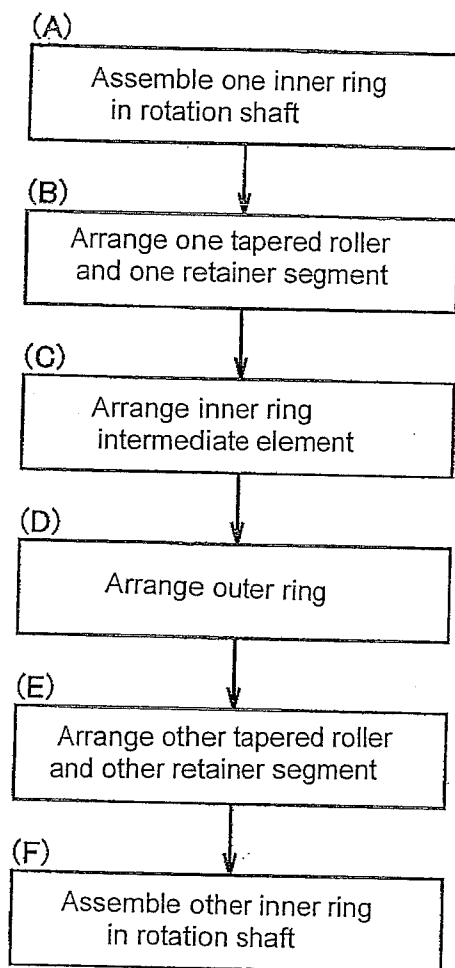 (A)
Assemble one inner ring
in rotation shaft
(B)
Arrange one tapered roller
and one retainer segment
(C)
Arrange inner ring
intermediate element
(D)
Arrange outer ring
(E)
Arrange other tapered roller
and other retainer segment
(F)
Assemble other inner ring
in rotation shaft